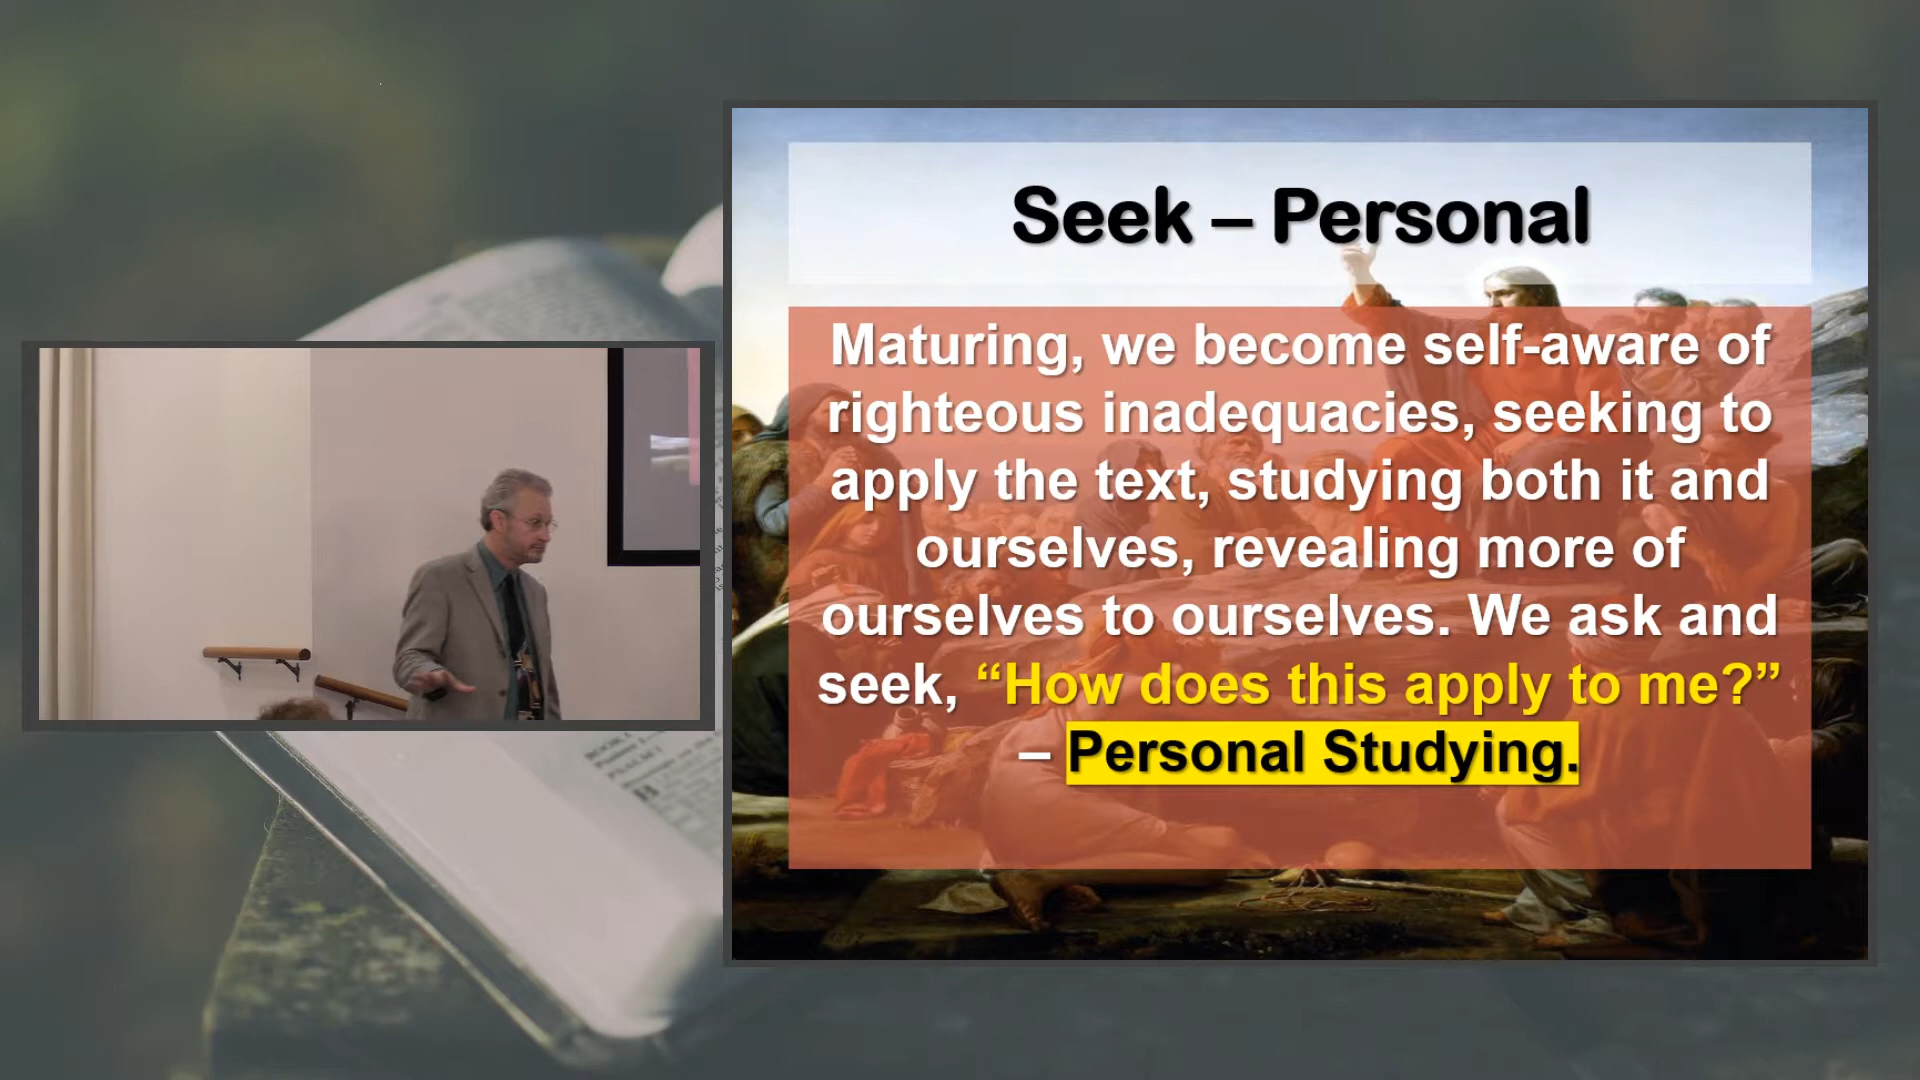 Seek – Personal
Maturing, we become self-aware of
righteous inadequacies, seeking to
apply the text, studying both it and
ourselves, revealing more of
ourselves to ourselves. We ask and
seek, “How does this apply to me?”
– Personal Studying.